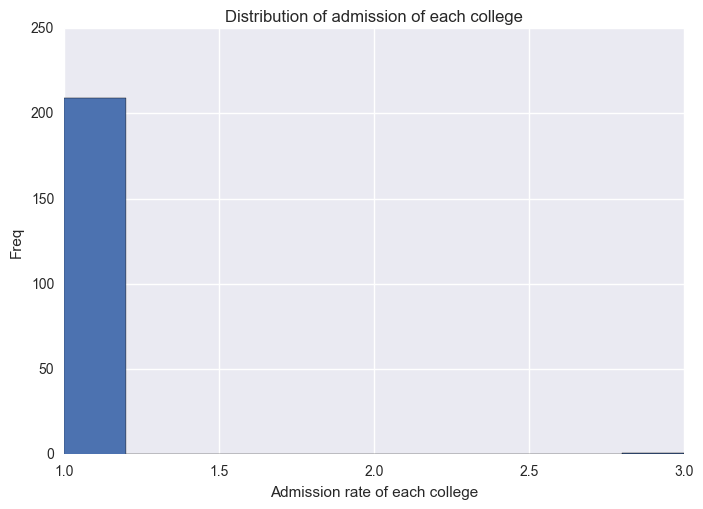 Distribution of admission of each college
250
200
150
100
50
0
Freq
1.0 1.5 2.0 2.5 3.0
Admission rate of each college